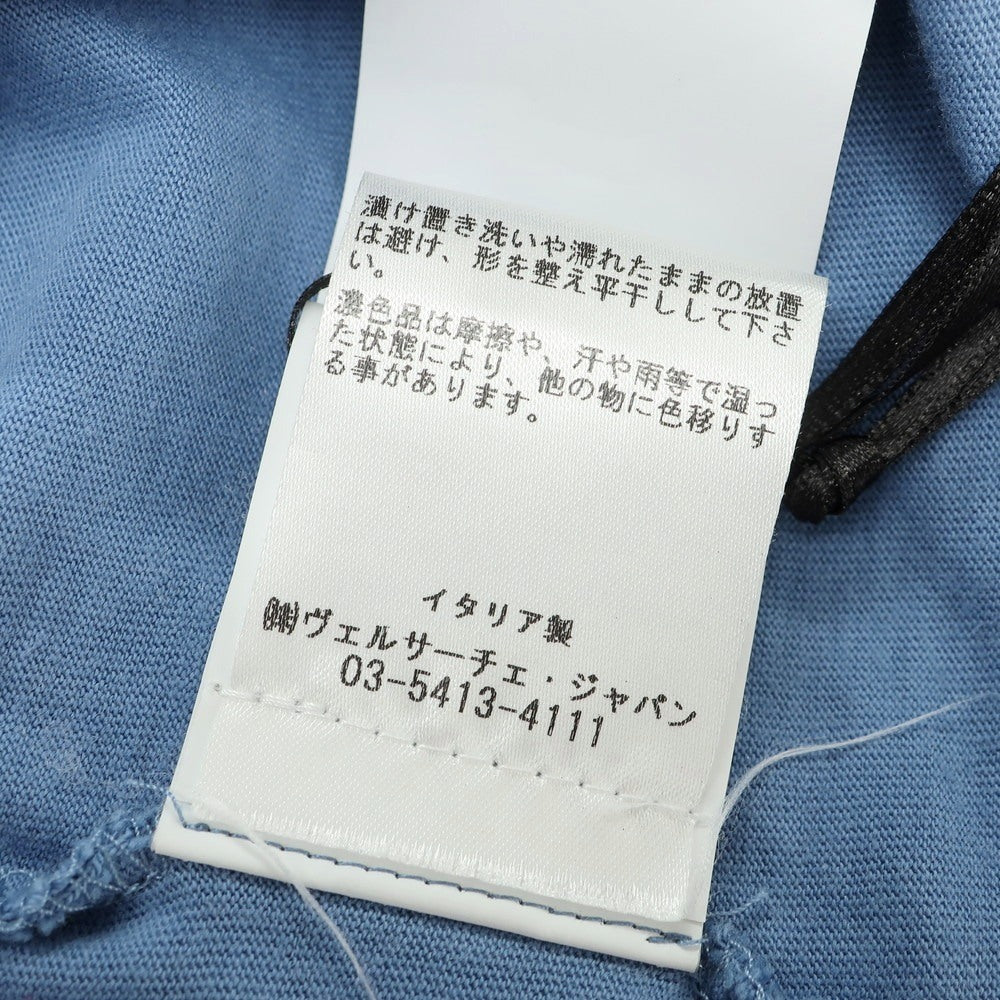 漬け置き洗いや濡れたままの放置
は避け、形を整え平干しして下さ
い。
濃色品は摩擦や、汗や雨等で湿っ
た状態により、他の物に色移りす
る事があります。
イタリア製
㈱ヴェルサーチェ・ジャパン
03-5413-4111